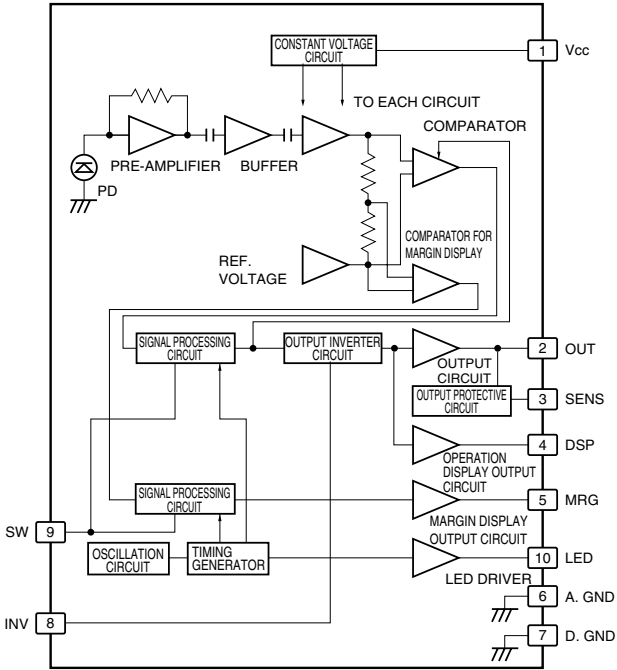 CONSTANT VOLTAGE
CIRCUIT
1
Vcc
TO EACH CIRCUIT
COMPARATOR
PRE-AMPLIFIER
BUFFER
PD
COMPARATOR FOR
MARGIN DISPLAY
REF.
VOLTAGE
SIGNAL PROCESSING
CIRCUIT
OUTPUT INVERTER
CIRCUIT
OUTPUT
CIRCUIT
2
OUT
OUTPUT PROTECTIVE
CIRCUIT
3
SENS
4
DSP
OPERATION
DISPLAY OUTPUT
CIRCUIT
SIGNAL PROCESSING
CIRCUIT
5
MRG
MARGIN DISPLAY
OUTPUT CIRCUIT
SW
9
OSCILLATION
CIRCUIT
TIMING
GENERATOR
10
LED
LED DRIVER
6
A. GND
INV
8
7
D. GND